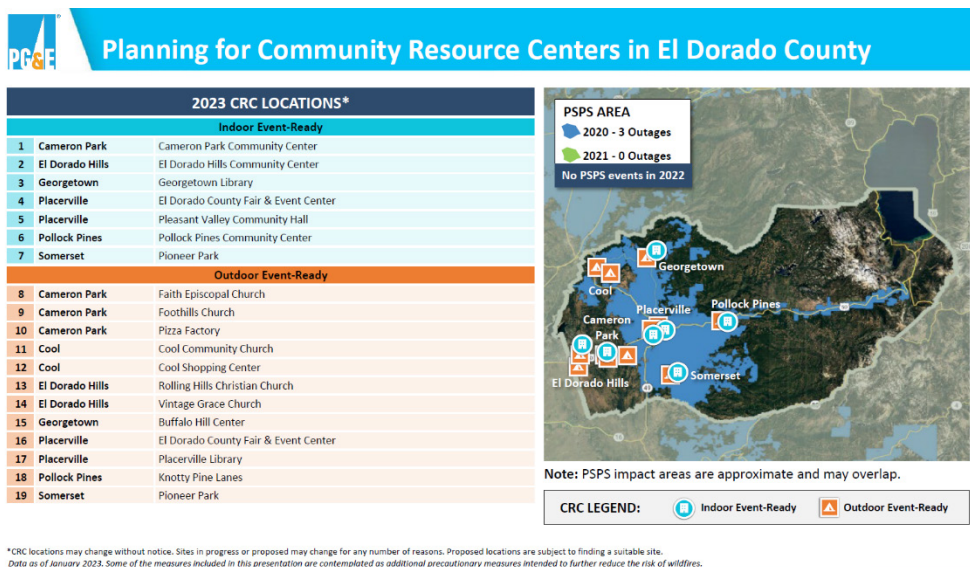 PG&E®
Planning for Community Resource Centers in El Dorado County
2023 CRC LOCATIONS*
Indoor Event-Ready
1 Cameron Park Cameron Park Community Center
2 El Dorado Hills El Dorado Hills Community Center
3 Georgetown Georgetown Library
4 Placerville El Dorado County Fair & Event Center
5 Placerville Pleasant Valley Community Hall
6 Pollock Pines Pollock Pines Community Center
7 Somerset Pioneer Park
Outdoor Event-Ready
8 Cameron Park Faith Episcopal Church
9 Cameron Park Foothills Church
10 Cameron Park Pizza Factory
11 Cool Cool Community Church
12 Cool Cool Shopping Center
13 El Dorado Hills Rolling Hills Christian Church
14 El Dorado Hills Vintage Grace Church
15 Georgetown Buffalo Hill Center
16 Placerville El Dorado County Fair & Event Center
17 Placerville Placerville Library
18 Pollock Pines Knotty Pine Lanes
19 Somerset Pioneer Park
PSPS AREA
2020 - 3 Outages
2021 - 0 Outages
No PSPS events in 2022
Georgetown
Cool
Placerville
Pollock Pines
Cameron
Park
El Dorado Hills
Somerset
Note: PSPS impact areas are approximate and may overlap.
CRC LEGEND: Indoor Event-Ready Outdoor Event-Ready
*CRC locations may change without notice. Sites in progress or proposed may change for any number of reasons. Proposed locations are subject to finding a suitable site.
Data as of January 2023. Some of the measures included in this presentation are contemplated as additional precautionary measures intended to further reduce the risk of wildfires.